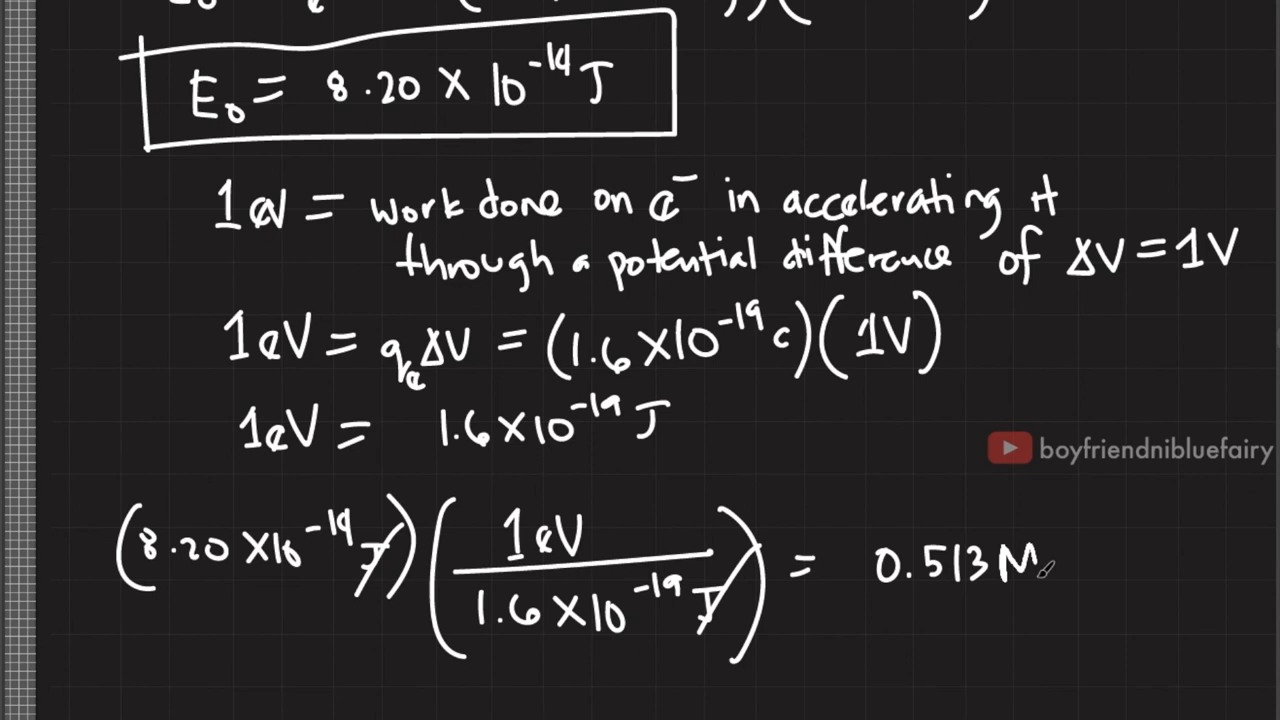 E₀ = 8.20 × 10⁻¹⁴ J
1eV = work done on e⁻ in accelerating it
through a potential difference of ΔV = 1V
1eV = qₑΔV = (1.6×10⁻¹⁹ C)(1V)
1eV = 1.6×10⁻¹⁹ J
boyfriendnibluefairy
(8.20 ×10⁻¹⁴ J)(1eV / 1.6×10⁻¹⁹ J) = 0.513 M